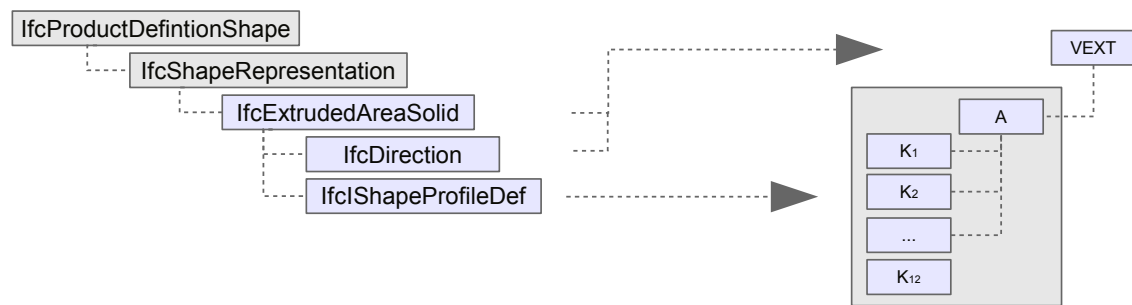 IfcProductDefintionShape
VEXT
IfcShapeRepresentation
IfcExtrudedAreaSolid
A
IfcDirection
K1
IfcIShapeProfileDef
K2
...
K12